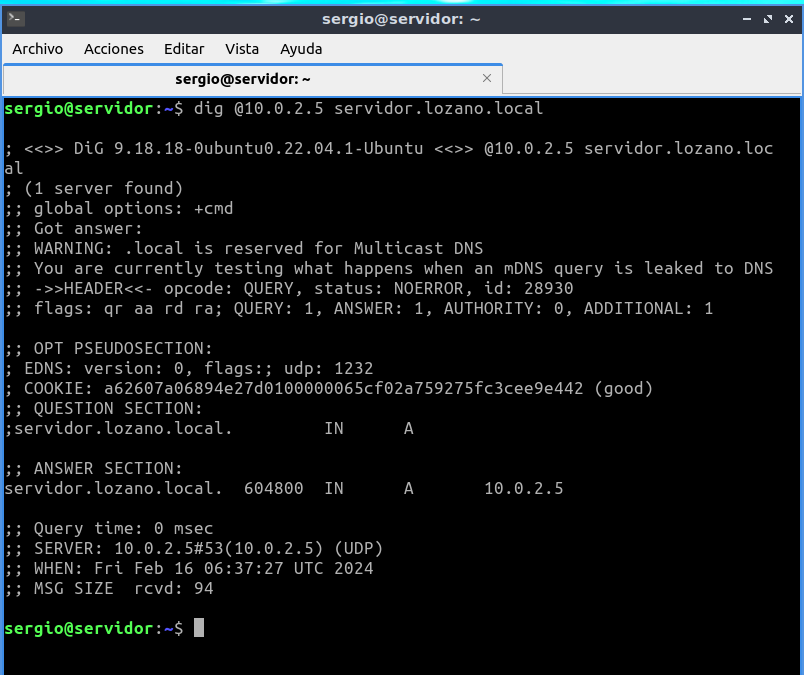 sergio@servidor: ~
Archivo Acciones Editar Vista Ayuda
sergio@servidor: ~
sergio@servidor:~$ dig @10.0.2.5 servidor.lozano.local
; <<>> DiG 9.18.18-0ubuntu0.22.04.1-Ubuntu <<>> @10.0.2.5 servidor.lozano.loc
al
; (1 server found)
;; global options: +cmd
;; Got answer:
;; WARNING: .local is reserved for Multicast DNS
;; You are currently testing what happens when an mDNS query is leaked to DNS
;; ->>HEADER<<- opcode: QUERY, status: NOERROR, id: 28930
;; flags: qr aa rd ra; QUERY: 1, ANSWER: 1, AUTHORITY: 0, ADDITIONAL: 1
;; OPT PSEUDOSECTION:
; EDNS: version: 0, flags:; udp: 1232
; COOKIE: a62607a06894e27d0100000065cf02a759275fc3cee9e442 (good)
;; QUESTION SECTION:
;servidor.lozano.local. IN A
;; ANSWER SECTION:
servidor.lozano.local. 604800 IN A 10.0.2.5
;; Query time: 0 msec
;; SERVER: 10.0.2.5#53(10.0.2.5) (UDP)
;; WHEN: Fri Feb 16 06:37:27 UTC 2024
;; MSG SIZE rcvd: 94
sergio@servidor:~$